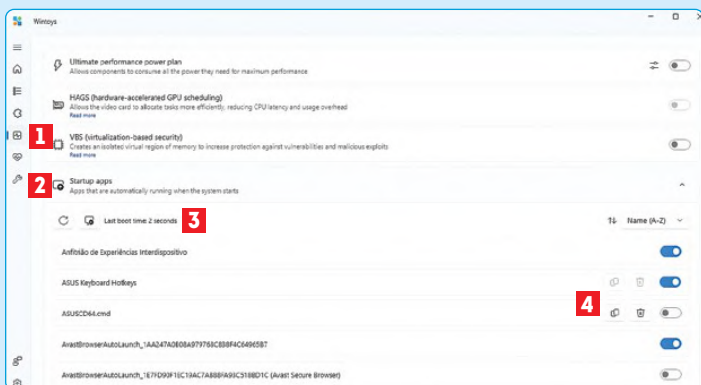 Wintoys
Ultimate performance power plan
Allows components to consume all the power they need for maximum performance
HAGS (hardware-accelerated GPU scheduling)
Allows the video card to allocate tasks more efficiently, reducing CPU latency and usage overhead
Read more
1
VBS (virtualization-based security)
Creates an isolated virtual region of memory to increase protection against vulnerabilities and malicious exploits
Read more
2
Startup apps
Apps that are automatically running when the system starts
Last boot time: 2 seconds
3
Name (A-Z)
Anfitrião de Experiências Interdispositivo
ASUS Keyboard Hotkeys
4
ASUSCD64.cmd
AvastBrowserAutoLaunch_1AA247A0B08A979768C8B8F4C64965B7
(Avast Secure Browser)